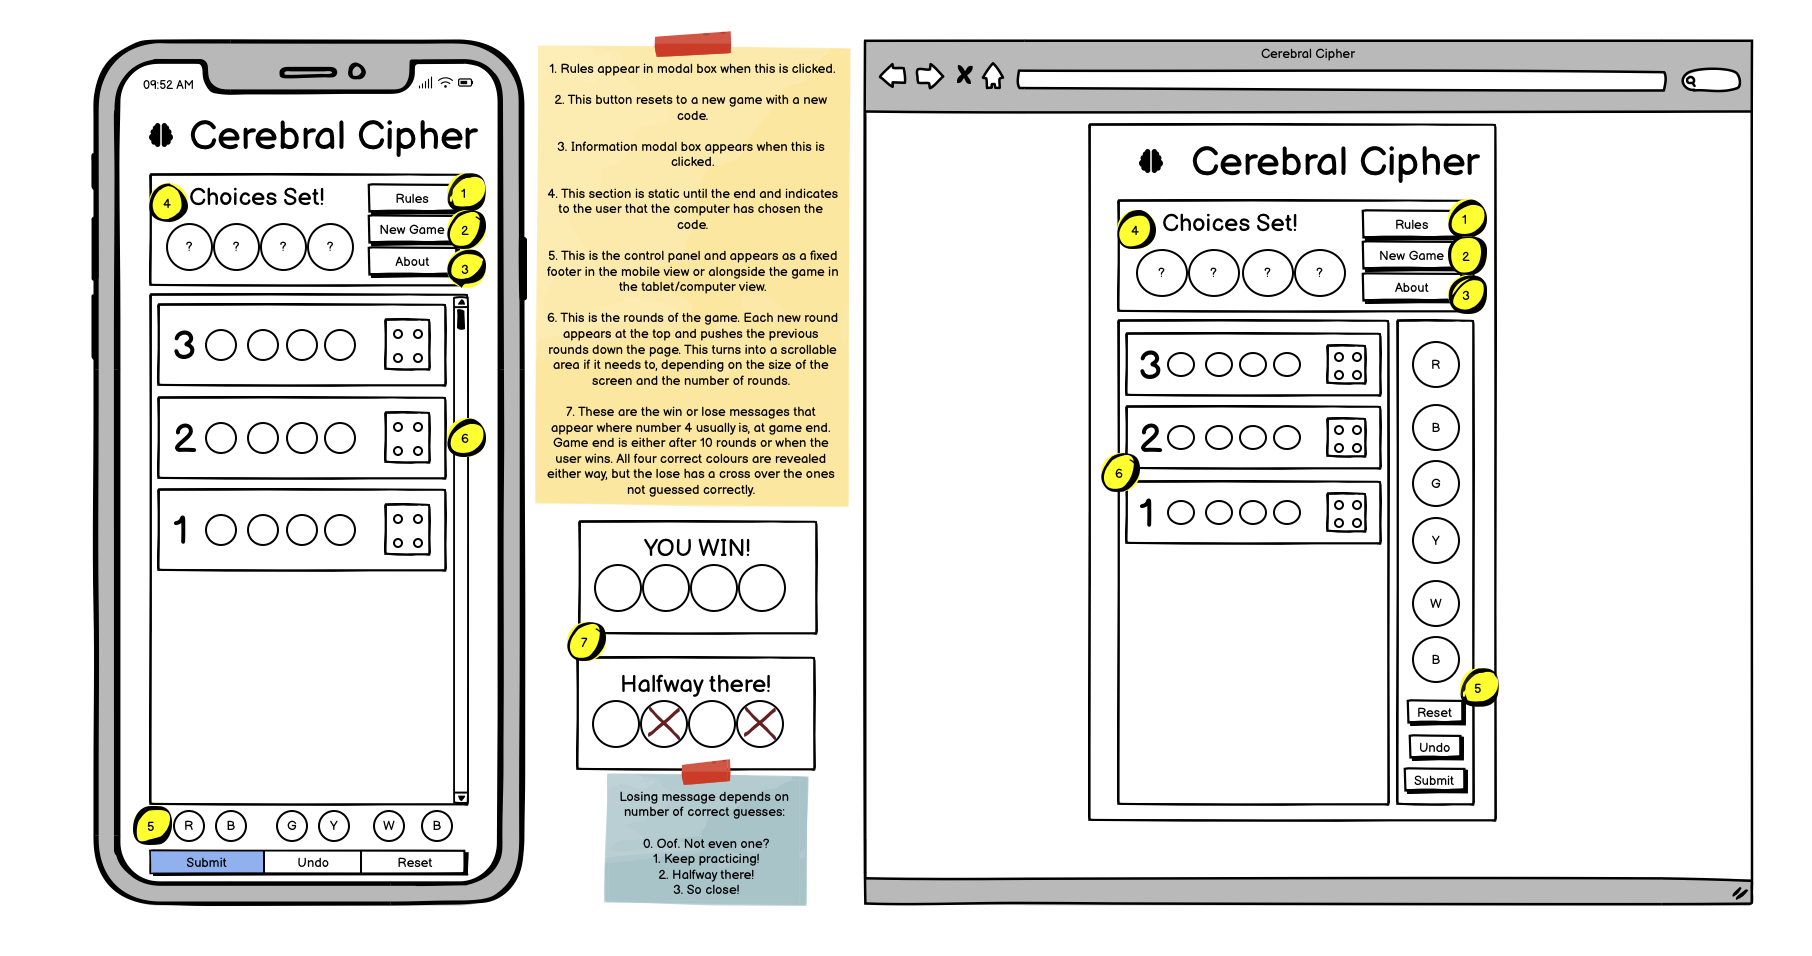 09:52 AM
Cerebral Cipher
4
Choices Set!
? ? ? ?
Rules
1
New Game
2
About
3
3
2
6
1
5
R B G Y W B
Submit Undo Reset
1. Rules appear in modal box when this is clicked.
2. This button resets to a new game with a new
code.
3. Information modal box appears when this is
clicked.
4. This section is static until the end and indicates
to the user that the computer has chosen the
code.
5. This is the control panel and appears as a fixed
footer in the mobile view or alongside the game in
the tablet/computer view.
6. This is the rounds of the game. Each new round
appears at the top and pushes the previous
rounds down the page. This turns into a scrollable
area if it needs to, depending on the size of the
screen and the number of rounds.
7. These are the win or lose messages that
appear where number 4 usually is, at game end.
Game end is either after 10 rounds or when the
user wins. All four correct colours are revealed
either way, but the lose has a cross over the ones
not guessed correctly.
YOU WIN!
7
Halfway there!
Losing message depends on
number of correct guesses:
0. Oof. Not even one?
1. Keep practicing!
2. Halfway there!
3. So close!
Cerebral Cipher
Cerebral Cipher
4
Choices Set!
? ? ? ?
Rules
1
New Game
2
About
3
3
2
6
1
R
B
G
Y
W
B
5
Reset
Undo
Submit